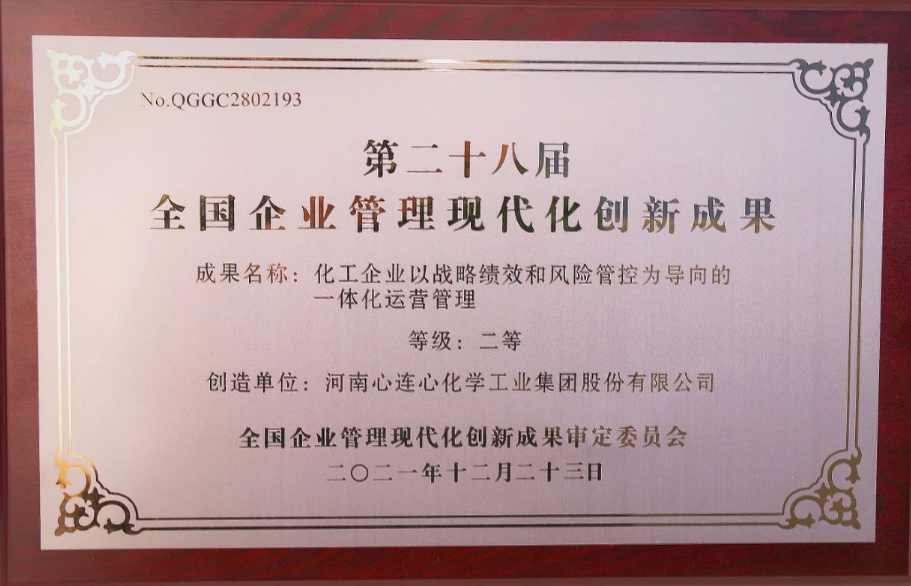 No.QGGC2802193
第二十八届
全国企业管理现代化创新成果
成果名称：化工企业以战略绩效和风险管控为导向的
一体化运营管理
等级：二等
创造单位：河南心连心化学工业集团股份有限公司
全国企业管理现代化创新成果审定委员会
二〇二一年十二月二十三日